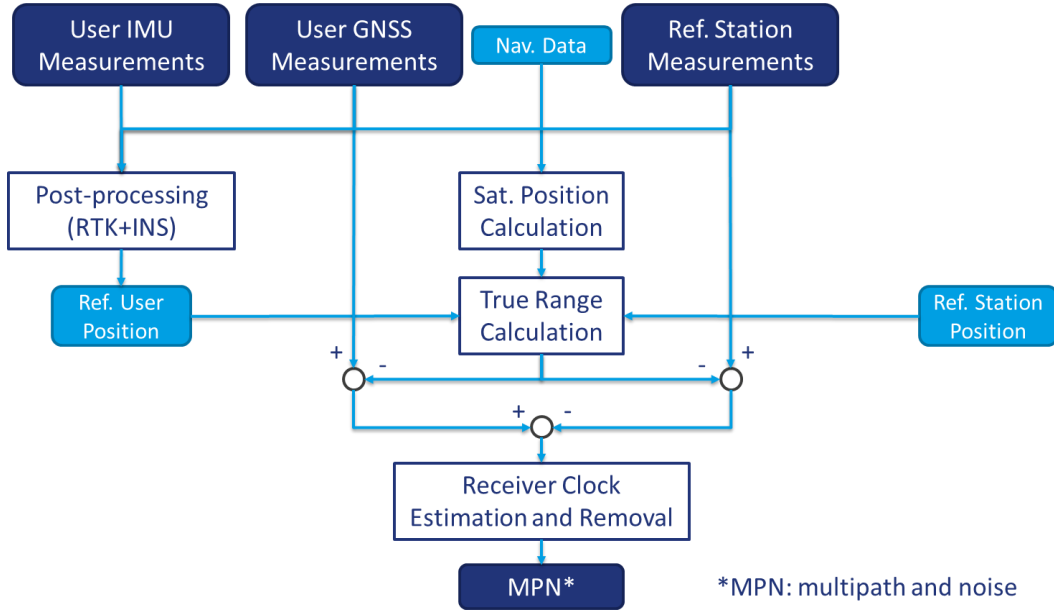 User IMU
Measurements
User GNSS
Measurements
Nav. Data
Ref. Station
Measurements
Post-processing
(RTK+INS)
Sat. Position
Calculation
Ref. User
Position
True Range
Calculation
Ref. Station
Position
+
-
-
+
+
-
Receiver Clock
Estimation and Removal
MPN*
*MPN: multipath and noise